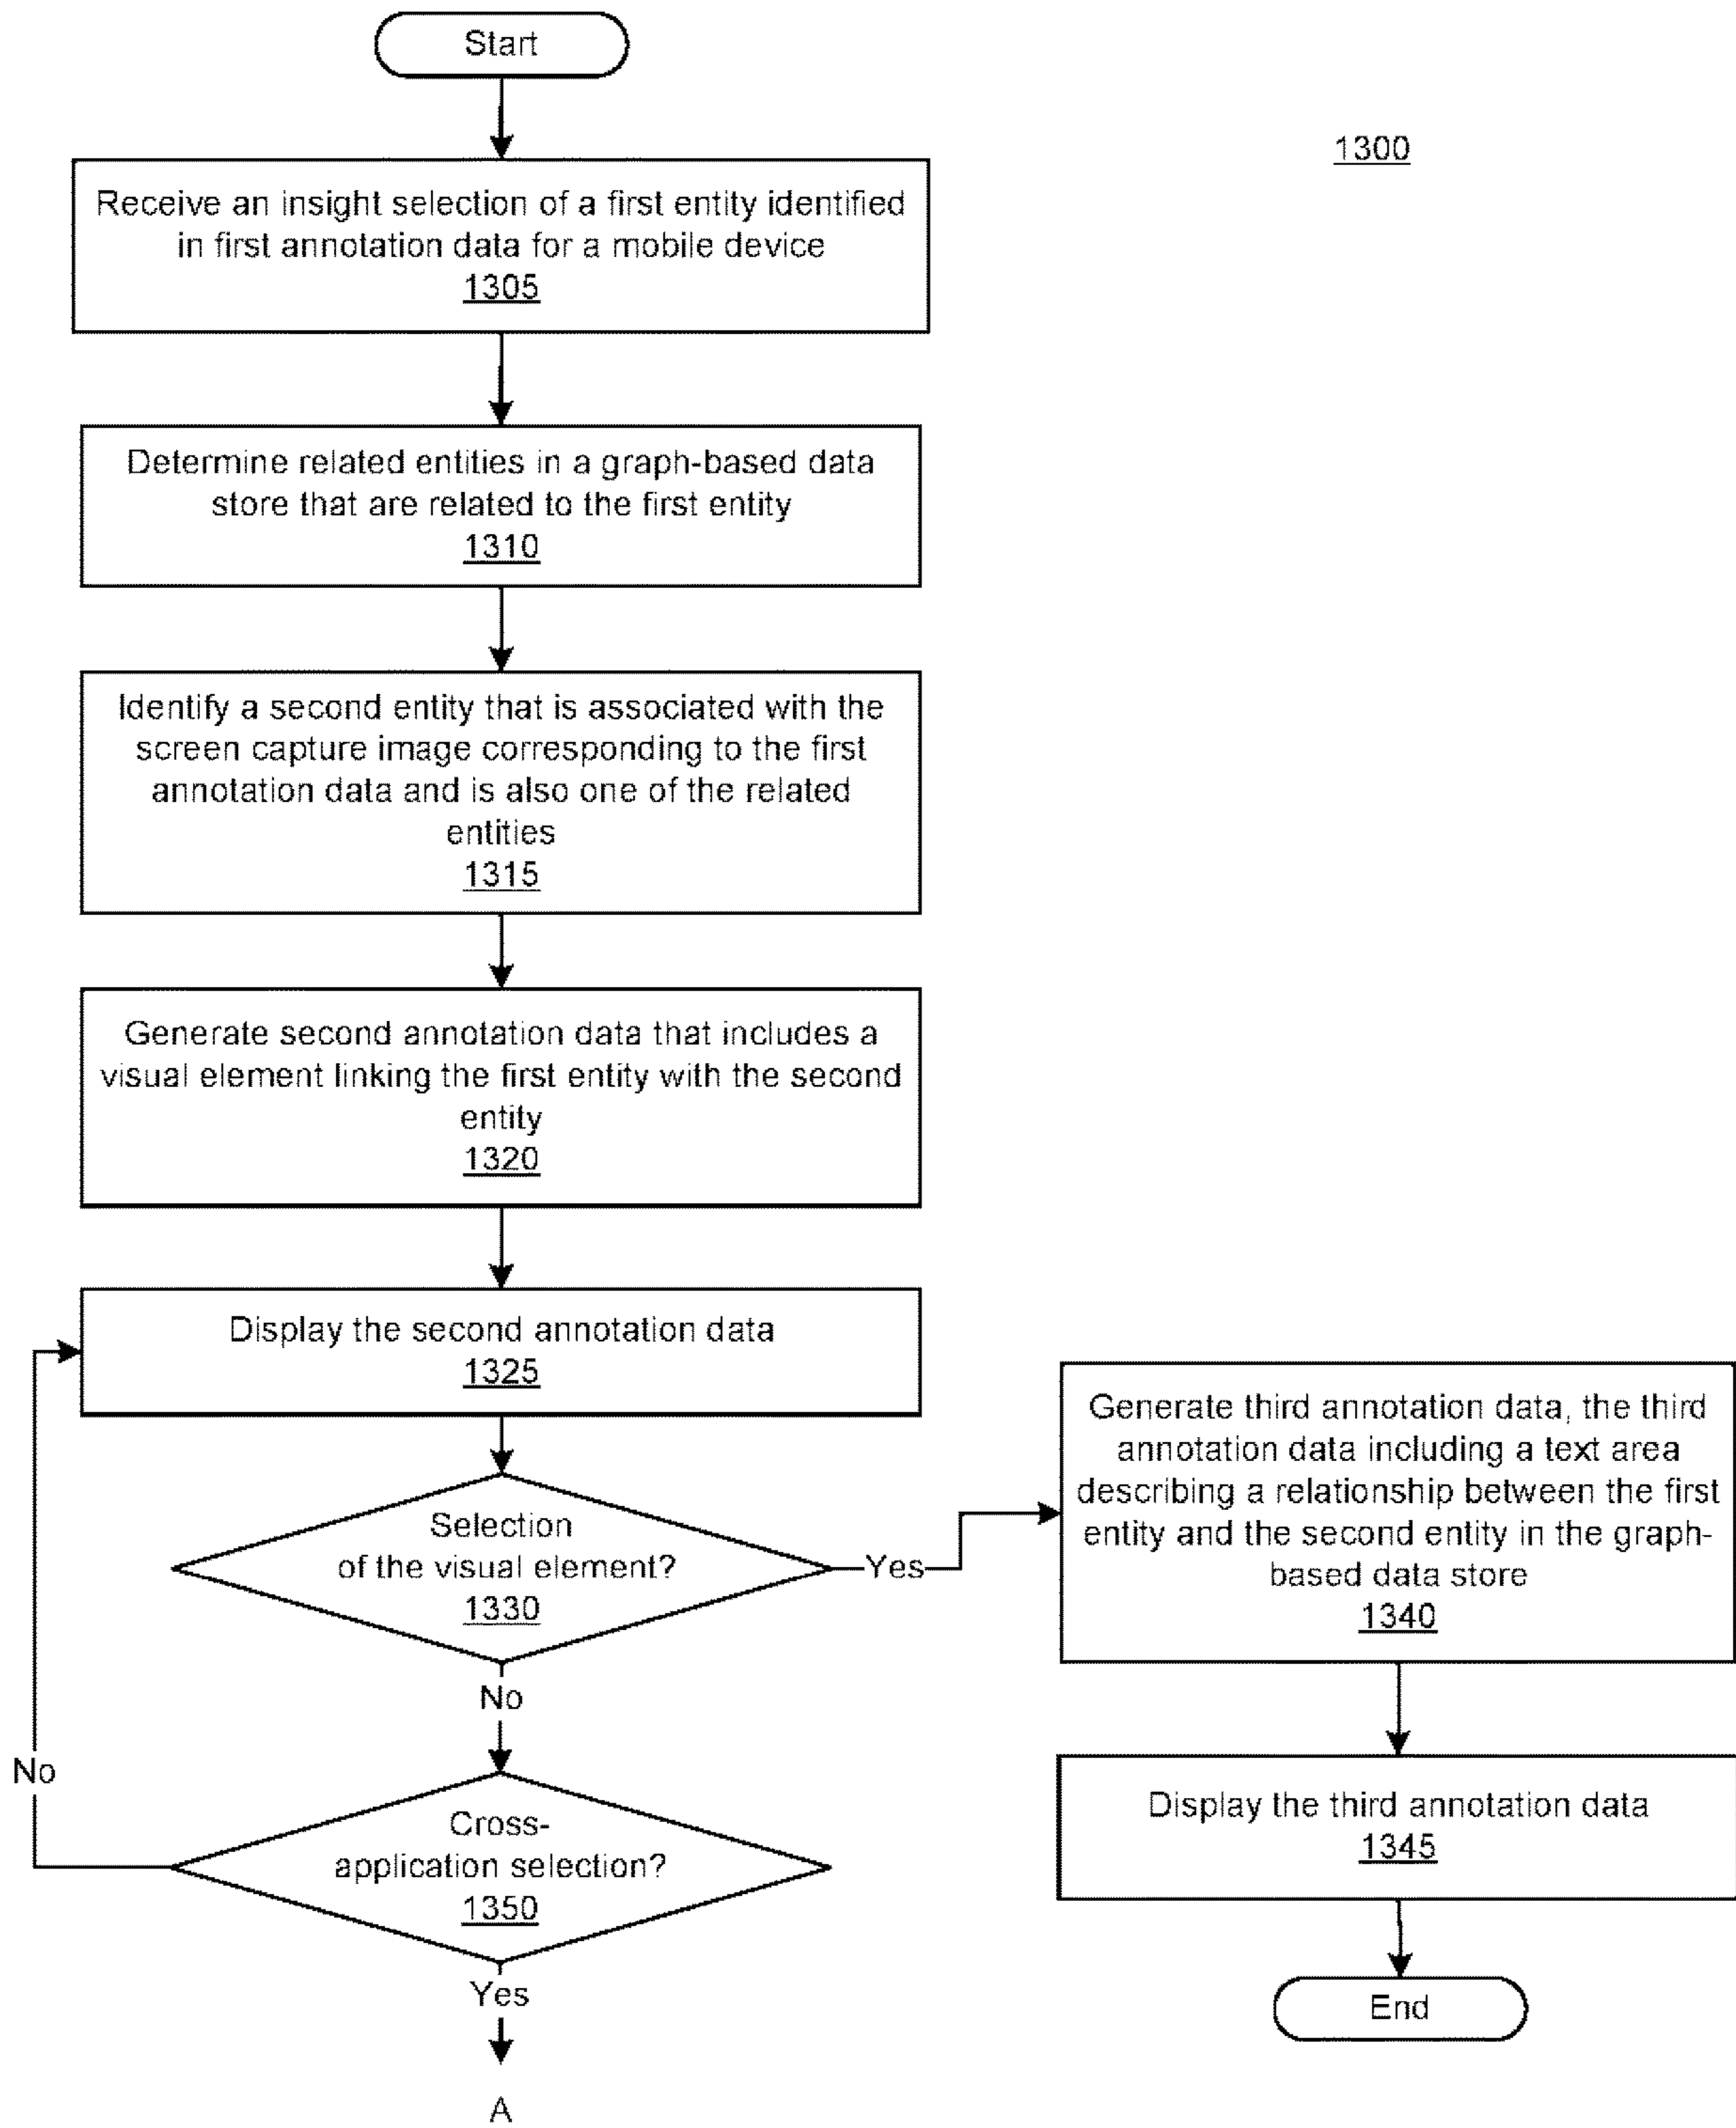 Start
1300
Receive an insight selection of a first entity identified
in first annotation data for a mobile device
1305
Determine related entities in a graph-based data
store that are related to the first entity
1310
Identify a second entity that is associated with the
screen capture image corresponding to the first
annotation data and is also one of the related
entities
1315
Generate second annotation data that includes a
visual element linking the first entity with the second
entity
1320
Display the second annotation data
1325
Selection
of the visual element?
1330
Yes
Generate third annotation data, the third
annotation data including a text area
describing a relationship between the first
entity and the second entity in the graph-
based data store
1340
No
Display the third annotation data
1345
No
Cross-
application selection?
1350
Yes
End
A